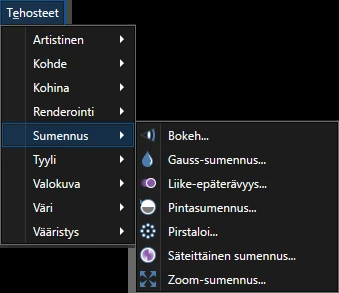 Tehosteet
Artistinen
Kohde
Kohina
Renderointi
Sumennus
Tyyli
Valokuva
Väri
Vääristys
Bokeh...
Gauss-sumennus...
Liike-epäterävyys...
Pintasumennus...
Pirstaloi...
Säteittäinen sumennus...
Zoom-sumennus...